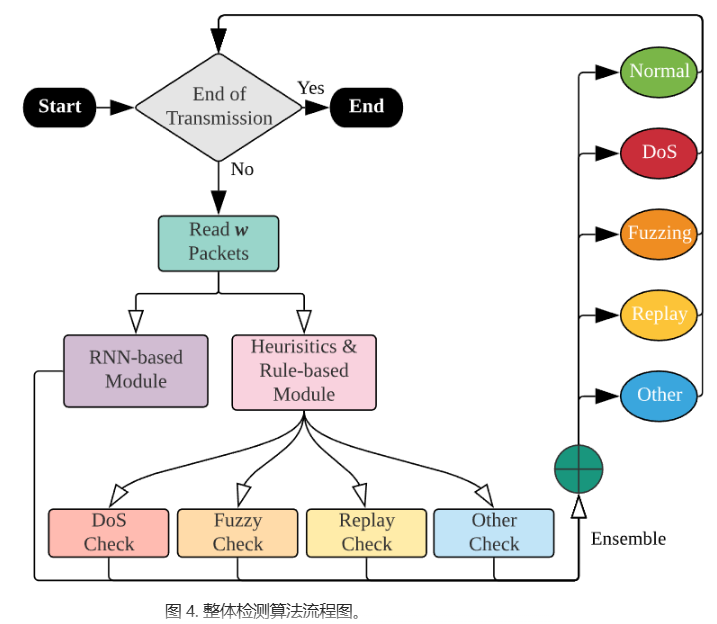 Start
End of
Transmission
Yes
End
No
Read w
Packets
RNN-based
Module
Heurisitics &
Rule-based
Module
DoS
Check
Fuzzy
Check
Replay
Check
Other
Check
Normal
DoS
Fuzzing
Replay
Other
Ensemble
图 4. 整体检测算法流程图。